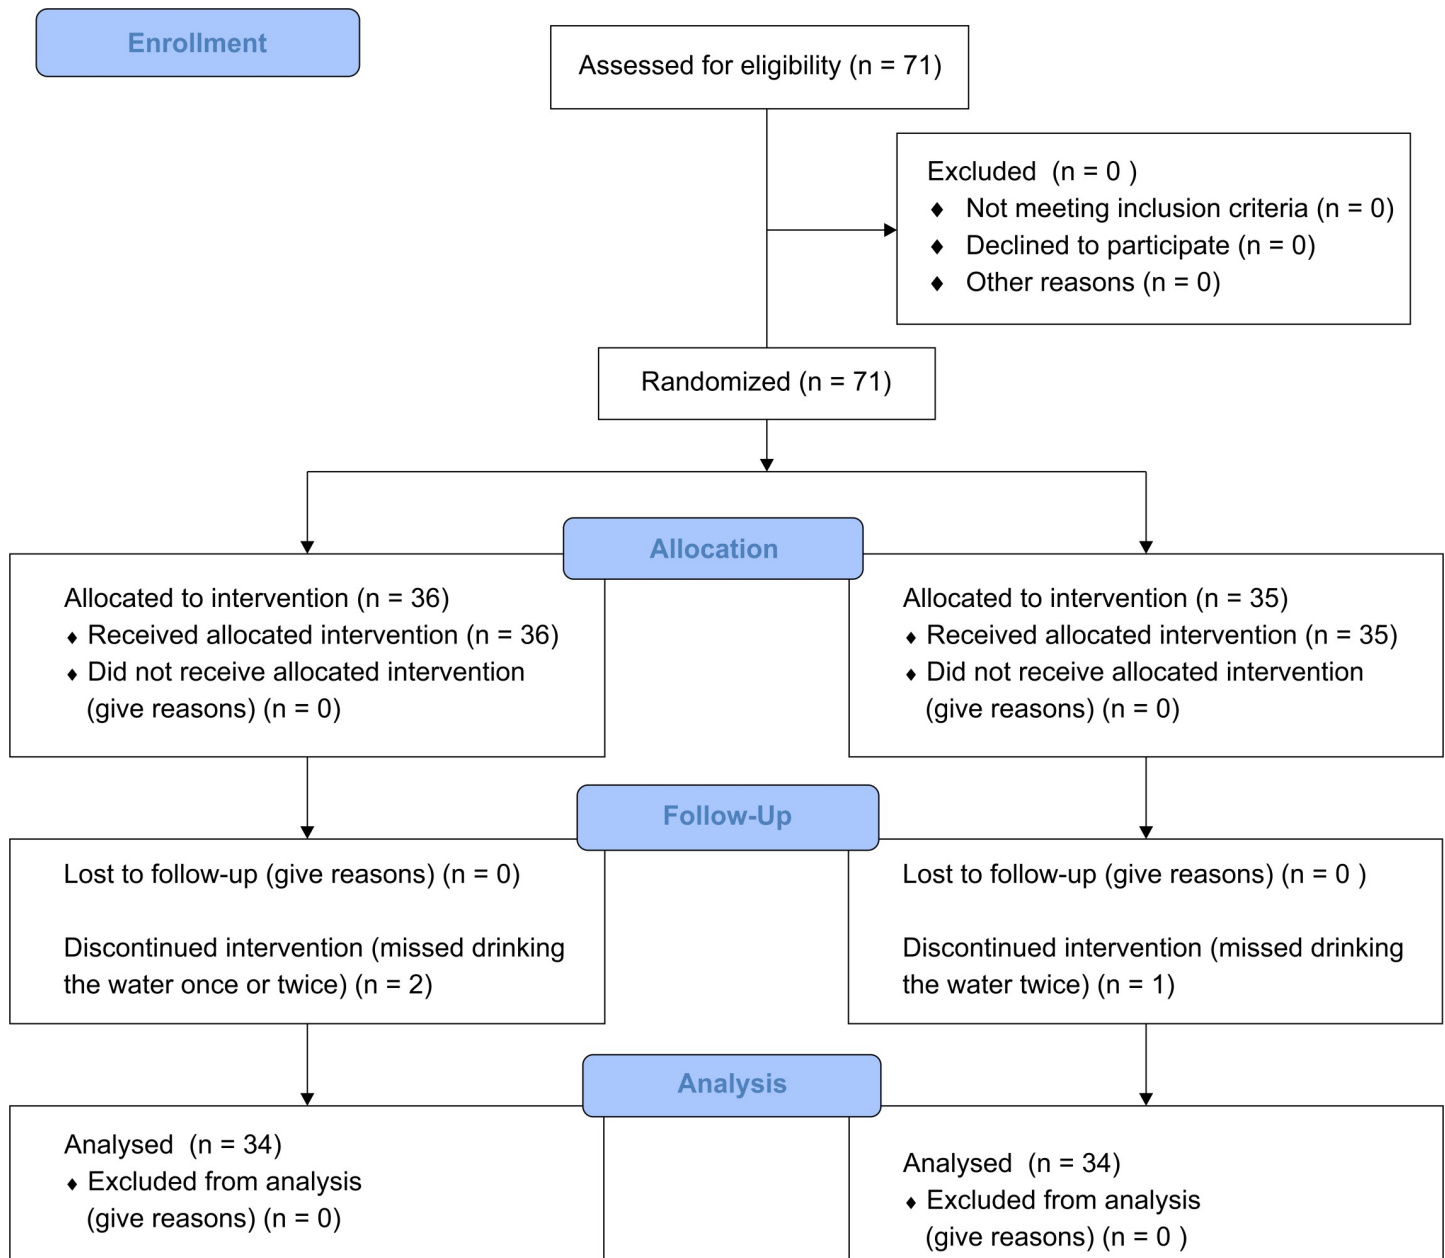 Enrollment
Assessed for eligibility (n = 71)
Excluded  (n = 0 )
♦ Not meeting inclusion criteria (n = 0)
♦ Declined to participate (n = 0)
♦ Other reasons (n = 0)
Randomized (n = 71)
Allocation
Allocated to intervention (n = 36)
♦ Received allocated intervention (n = 36)
♦ Did not receive allocated intervention
(give reasons) (n = 0)
Allocated to intervention (n = 35)
♦ Received allocated intervention (n = 35)
♦ Did not receive allocated intervention
(give reasons) (n = 0)
Follow-Up
Lost to follow-up (give reasons) (n = 0)
Discontinued intervention (missed drinking
the water once or twice) (n = 2)
Lost to follow-up (give reasons) (n = 0 )
Discontinued intervention (missed drinking
the water twice) (n = 1)
Analysis
Analysed  (n = 34)
♦ Excluded from analysis
(give reasons) (n = 0)
Analysed  (n = 34)
♦ Excluded from analysis
(give reasons) (n = 0 )